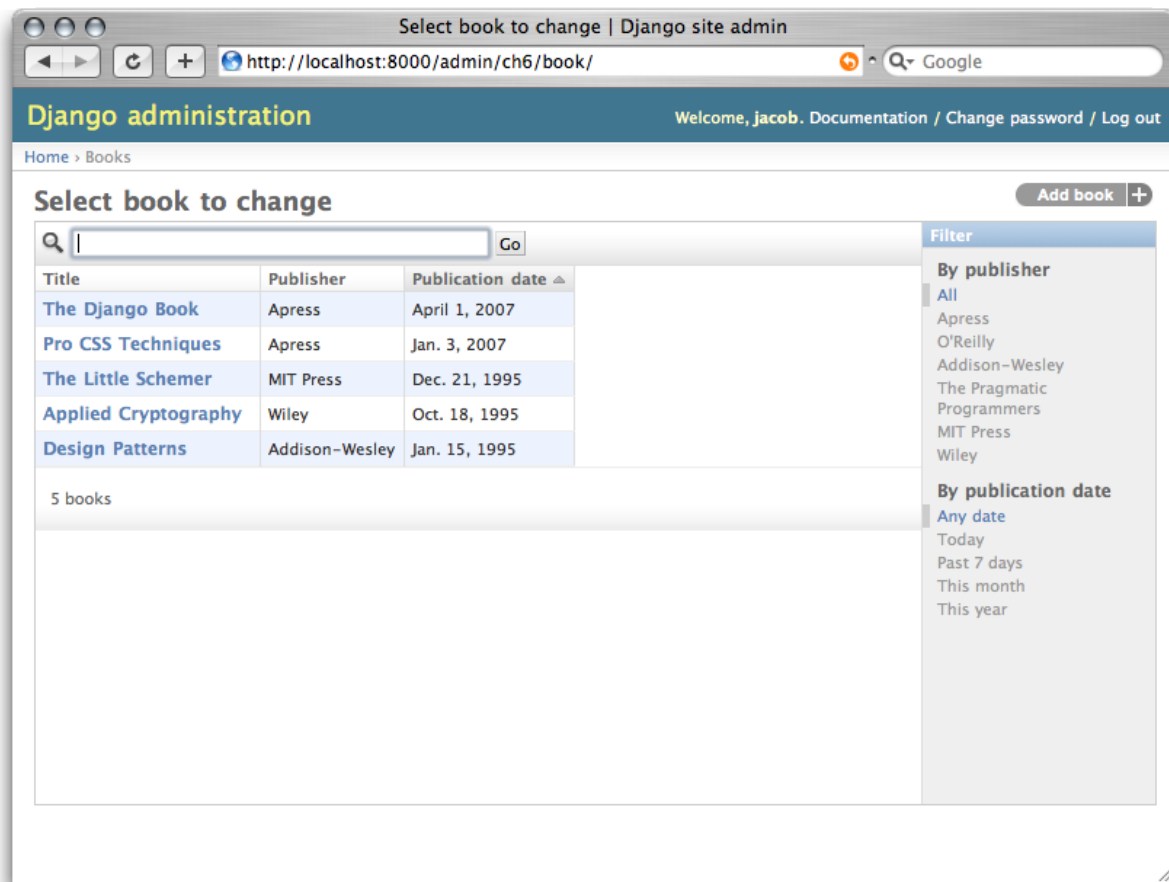 Select book to change | Django site admin
http://localhost:8000/admin/ch6/book/
Google
Django administration
Welcome, jacob. Documentation / Change password / Log out
Home › Books
Select book to change
Add book
Go
Title Publisher Publication date
The Django Book Apress April 1, 2007
Pro CSS Techniques Apress Jan. 3, 2007
The Little Schemer MIT Press Dec. 21, 1995
Applied Cryptography Wiley Oct. 18, 1995
Design Patterns Addison-Wesley Jan. 15, 1995
5 books
Filter
By publisher
All
Apress
O'Reilly
Addison-Wesley
The Pragmatic
Programmers
MIT Press
Wiley
By publication date
Any date
Today
Past 7 days
This month
This year